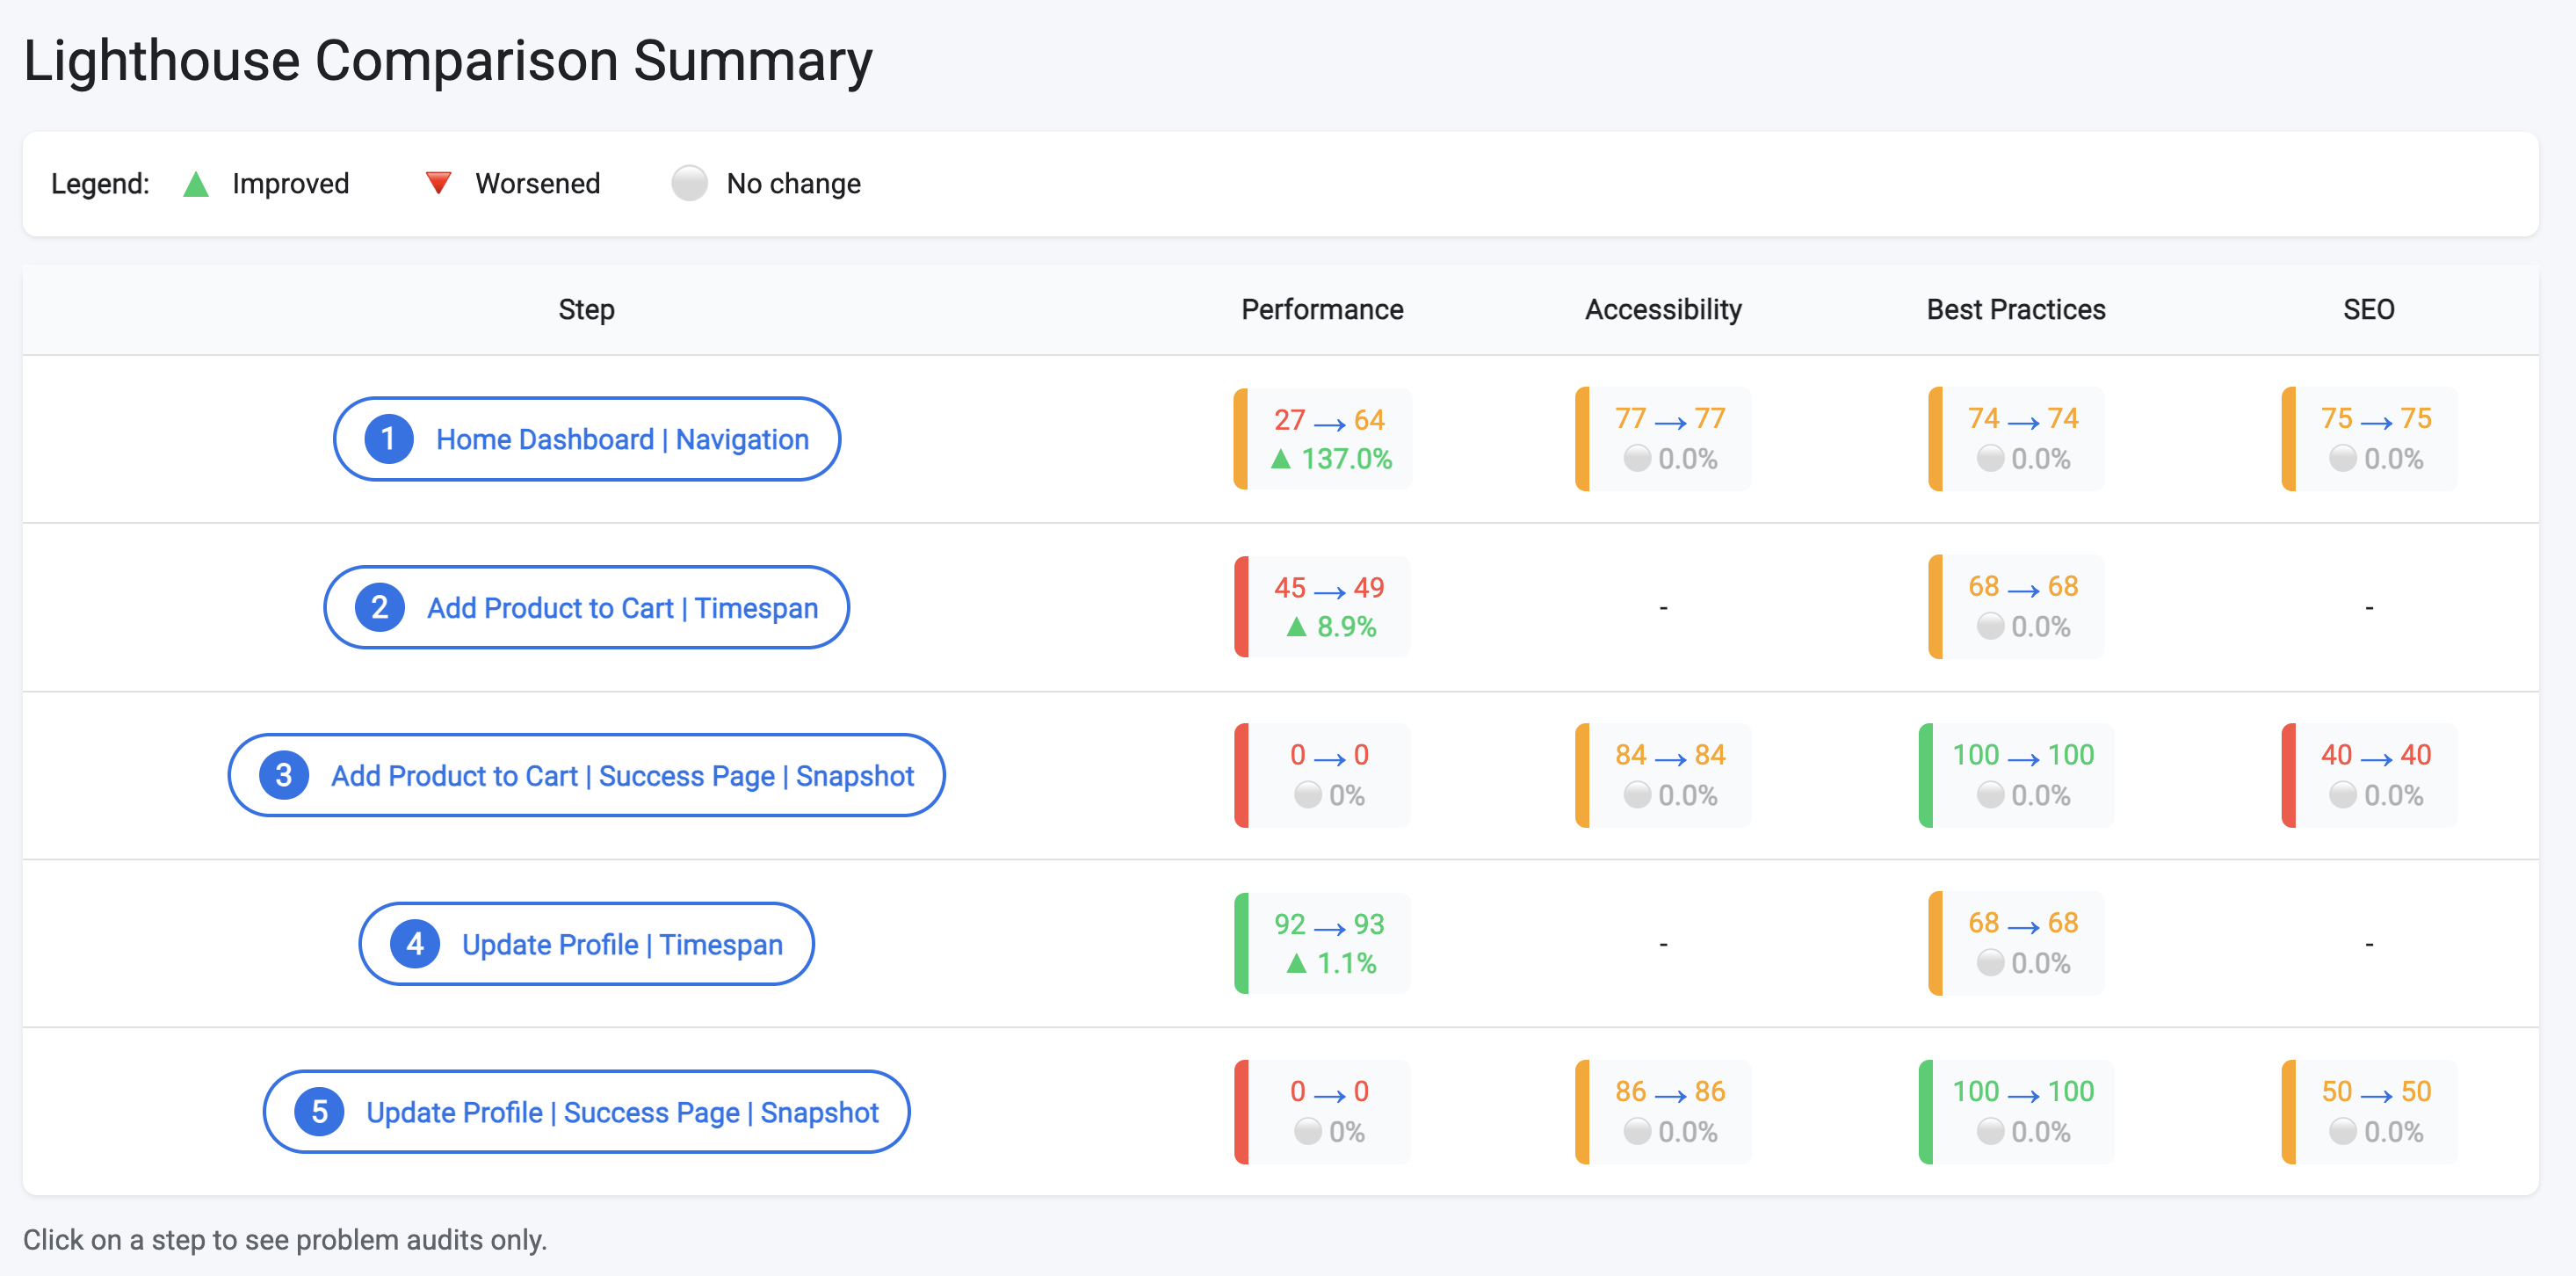 Lighthouse Comparison Summary
Legend: Improved Worsened No change
Step Performance Accessibility Best Practices SEO
1 Home Dashboard | Navigation 27 → 64 77 → 77 74 → 74 75 → 75
▲ 137.0% 0.0% 0.0% 0.0%
2 Add Product to Cart | Timespan 45 → 49 - 68 → 68 -
▲ 8.9% 0.0%
3 Add Product to Cart | Success Page | Snapshot 0 → 0 84 → 84 100 → 100 40 → 40
0% 0.0% 0.0% 0.0%
4 Update Profile | Timespan 92 → 93 - 68 → 68 -
▲ 1.1% 0.0%
5 Update Profile | Success Page | Snapshot 0 → 0 86 → 86 100 → 100 50 → 50
0% 0.0% 0.0% 0.0%
Click on a step to see problem audits only.